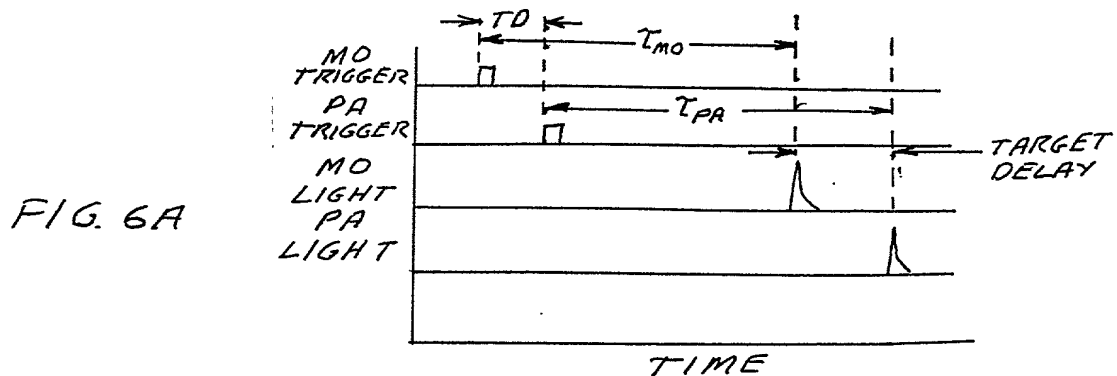 TD
τMO
MO
TRIGGER
PA
TRIGGER
τPA
TARGET
DELAY
MO
LIGHT
PA
LIGHT
FIG. 6A
TIME